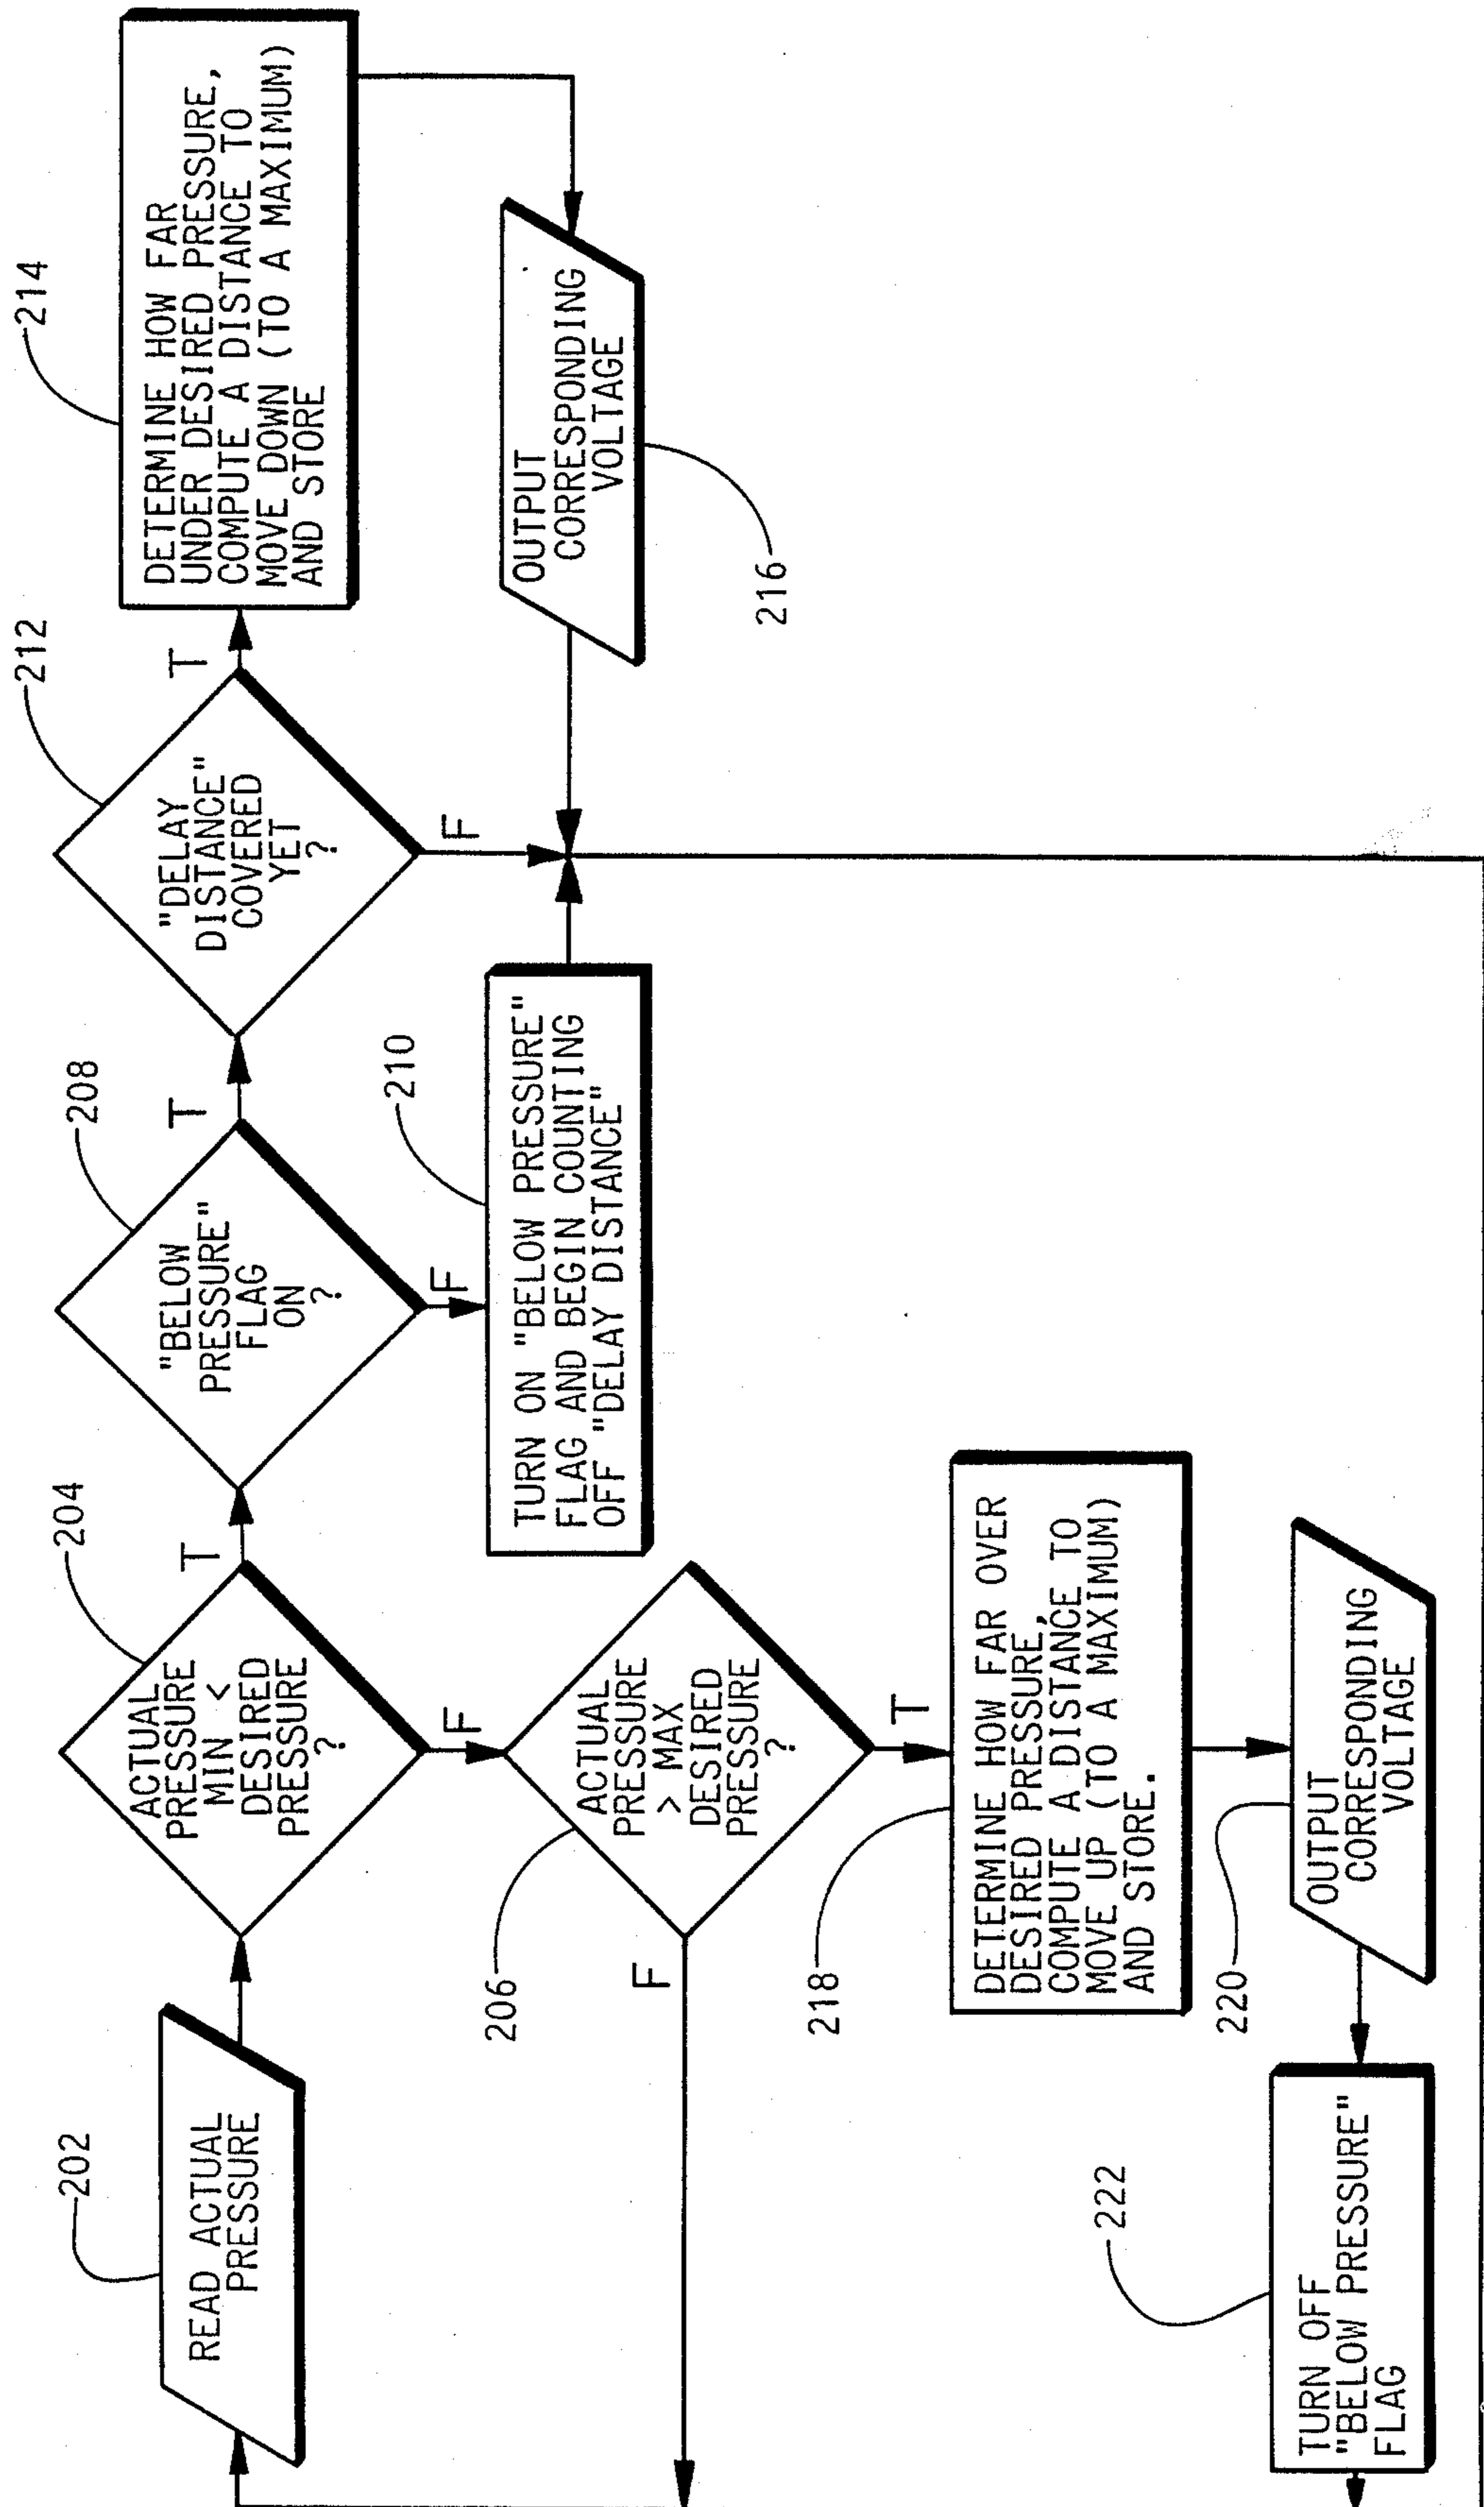 202
READ ACTUAL
PRESSURE
204
ACTUAL
PRESSURE
MIN <
DESIRED
PRESSURE
?
T
F
208
"BELOW
PRESSURE"
FLAG
ON
?
T
F
212
"DELAY
DISTANCE"
COVERED
YET
?
T
F
214
DETERMINE HOW FAR
UNDER DESIRED PRESSURE,
COMPUTE A DISTANCE TO
MOVE DOWN (TO A MAXIMUM)
AND STORE
216
OUTPUT
CORRESPONDING
VOLTAGE
210
TURN ON "BELOW PRESSURE"
FLAG AND BEGIN COUNTING
OFF "DELAY DISTANCE"
206
ACTUAL
PRESSURE
> MAX
DESIRED
PRESSURE
?
F
T
218
DETERMINE HOW FAR OVER
DESIRED PRESSURE,
COMPUTE A DISTANCE TO
MOVE UP (TO A MAXIMUM)
AND STORE.
220
OUTPUT
CORRESPONDING
VOLTAGE
222
TURN OFF
"BELOW PRESSURE"
FLAG